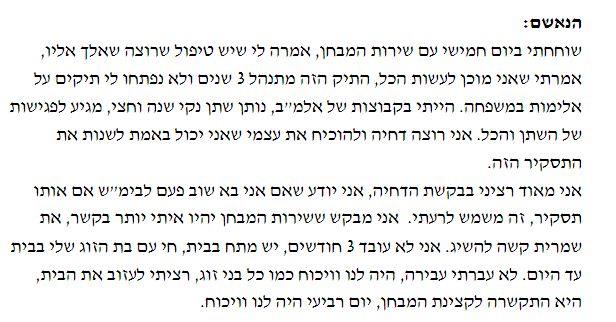 הנאשם:
שוחחתי ביום חמישי עם שירות המבחן, אמרה לי שיש טיפול שרוצה שאלך אליו,
אמרתי שאני מוכן לעשות הכל, התיק הזה מתנהל 3 שנים ולא נפתחו לי תיקים על
אלימות במשפחה. הייתי בקבוצות של אלמ״ב, נותן שתן נקי שנה וחצי, מגיע לפגישות
של השתן והכל. אני רוצה דחיה ולהוכיח את עצמי שאני יכול באמת לשנות את
התסקיר הזה.
אני מאוד רציני בבקשת הדחיה, אני יודע שאם אני בא שוב פעם לבימ״ש אם אותו
תסקיר, זה משמש לרעתי.  אני מבקש ששירות המבחן יהיו איתי יותר בקשר, את
שמרית קשה להשיג. אני לא עובד 3 חודשים, יש מתח בבית, חי עם בת הזוג שלי בבית
עד היום. לא עברתי עבירה, היה לנו וויכוח כמו כל בני זוג, רציתי לעזוב את הבית,
היא התקשרה לקצינת המבחן, יום רביעי היה לנו וויכוח.